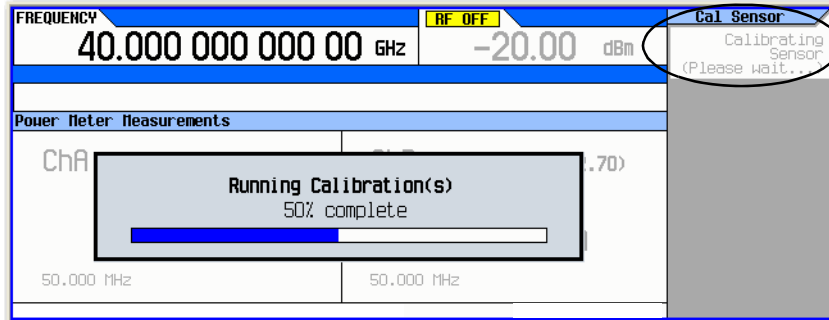 FREQUENCY
40.000 000 000 00 GHz
RF OFF
-20.00 dBm
Cal Sensor
Calibrating
Sensor
(Please wait...)
Power Meter Measurements
ChA
.70)
Running Calibration(s)
50% complete
50.000 MHz
50.000 MHz